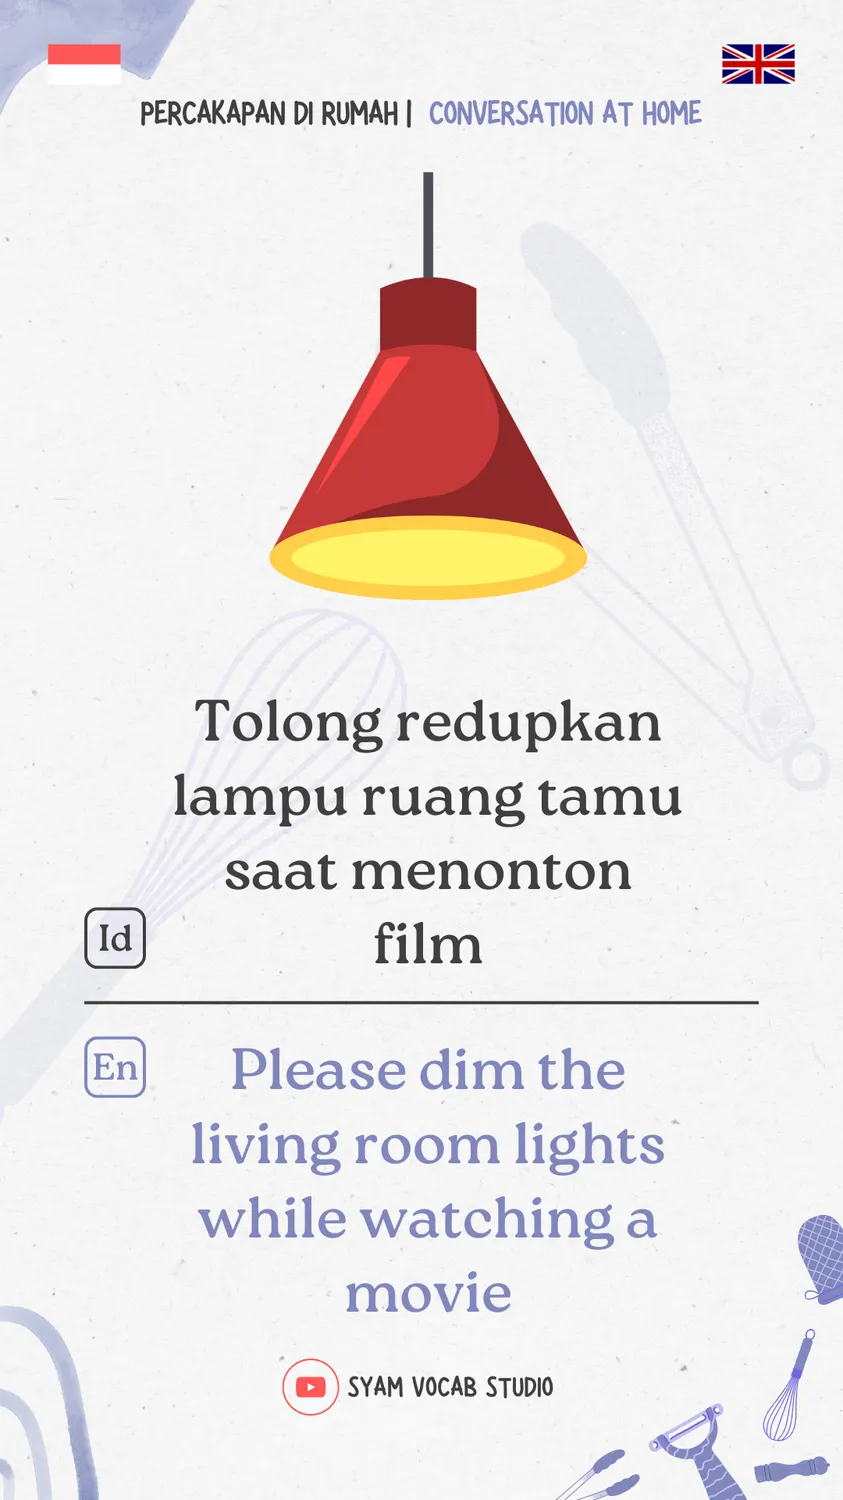 PERCAKAPAN DI RUMAH | CONVERSATION AT HOME
Tolong redupkan
lampu ruang tamu
saat menonton
film
Id
En
Please dim the
living room lights
while watching a
movie
SYAM VOCAB STUDIO